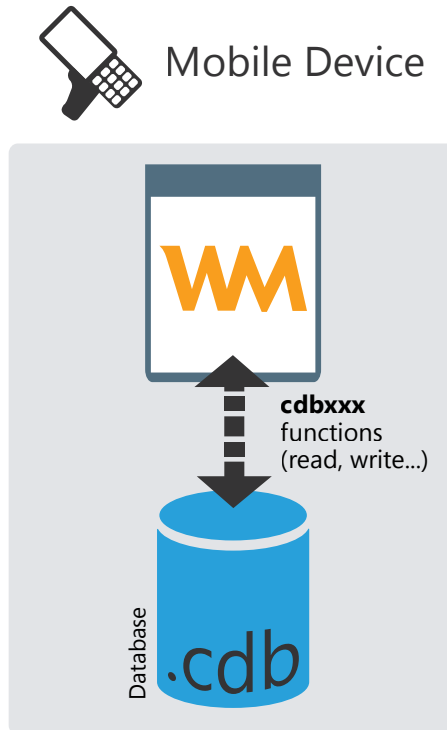 Mobile Device
WM
cdbxxx
functions
(read, write...)
Database
.cdb